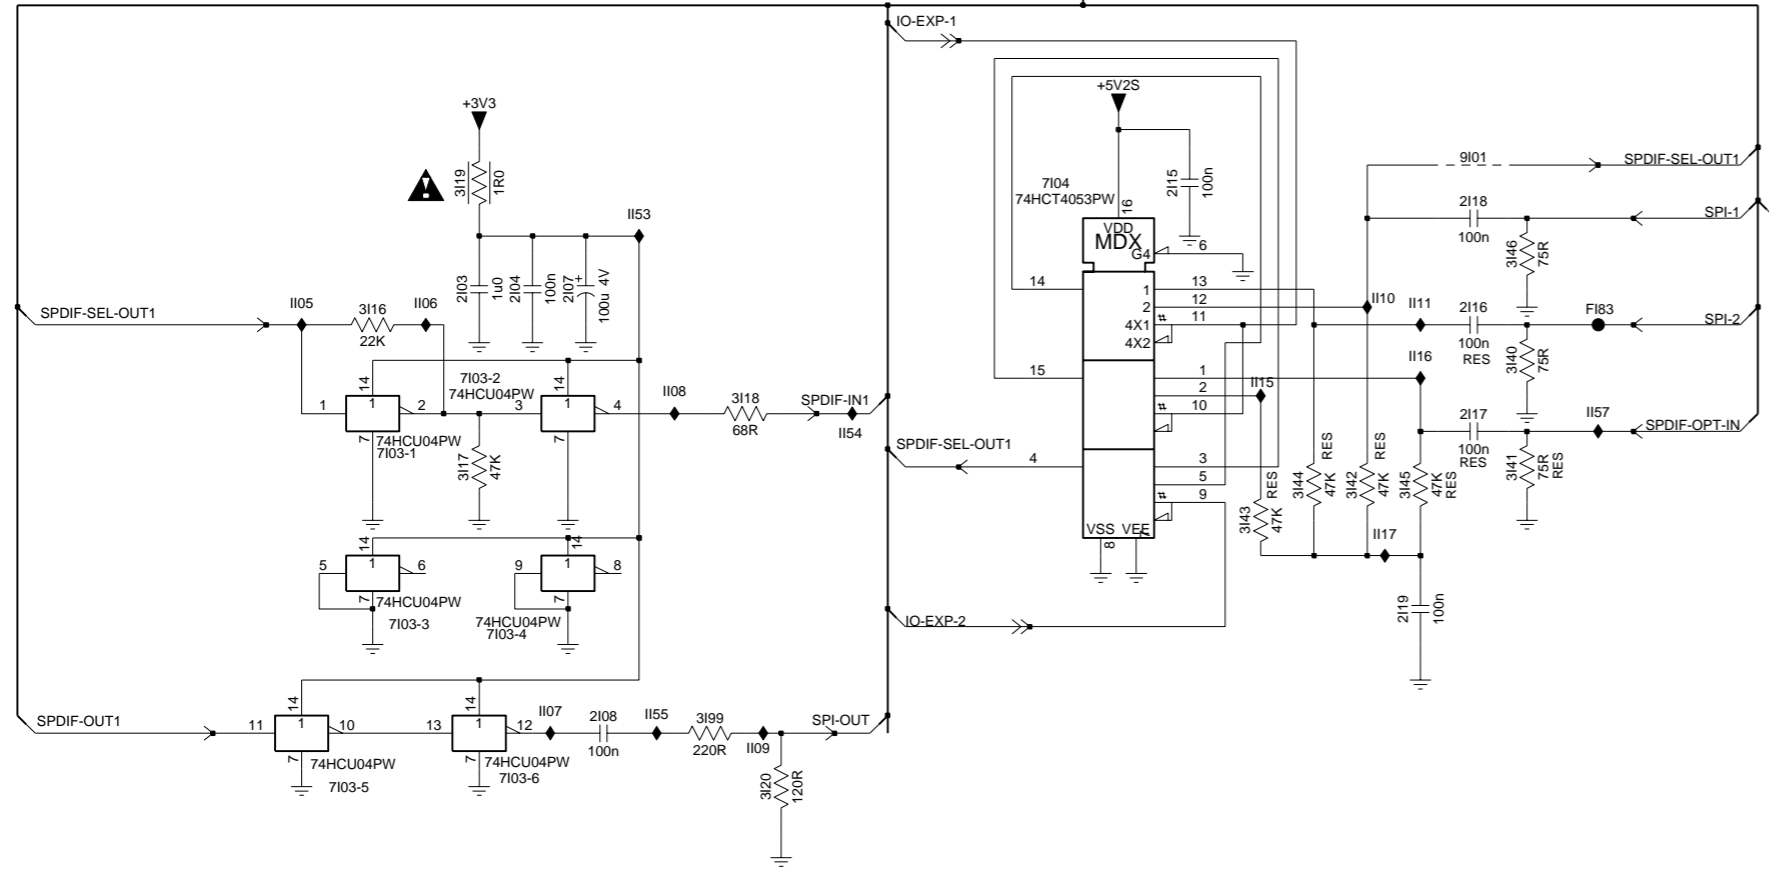 IO-EXP-1
+5V2S
+3V3
3I19
1R0
II53
2I03
1u0
2I04
100n
2I07
+
100u 4V
SPDIF-SEL-OUT1
II05
3I16
22K
II06
7I03-2
74HCU04PW
14
1
1
7
2
74HCU04PW
7I03-1
3I17
47K
14
3
1
7
4
II08
3I18
68R
SPDIF-IN1
II54
14
5
1
7
6
74HCU04PW
7I03-3
14
9
1
7
8
74HCU04PW
7I03-4
SPDIF-OUT1
14
11
1
7
10
74HCU04PW
7I03-5
14
13
1
7
12
74HCU04PW
7I03-6
II07
2I08
100n
II55
3I99
220R
II09
3I20
120R
SPI-OUT
7I04
74HCT4053PW
16
2I15
100n
VDD
MDX
G4
6
14
1
13
2
12
4X1
#
11
4X2
15
1
2
#
10
SPDIF-SEL-OUT1
4
3
5
#
9
VSS
VEE
8
7
IO-EXP-2
II15
3I43
47K
RES
3I44
47K
RES
3I42
47K
RES
3I45
47K
RES
II17
2I19
100n
9I01
SPDIF-SEL-OUT1
2I18
100n
SPI-1
3I46
75R
II10
II11
2I16
100n
RES
FI83
SPI-2
3I40
75R
II16
2I17
100n
RES
II57
SPDIF-OPT-IN
3I41
75R
RES